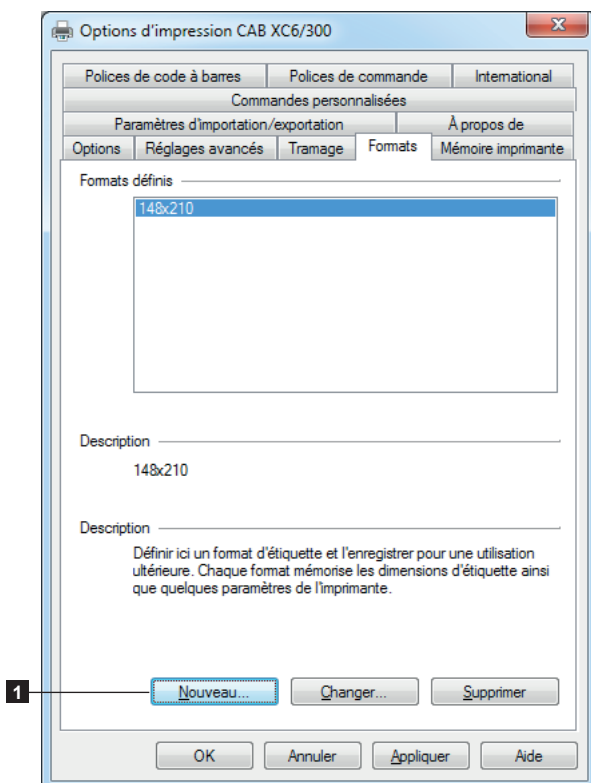 Options d'impression CAB XC6/300
Polices de code à barres Polices de commande International
Commandes personnalisées
Paramètres d'importation/exportation À propos de
Options Réglages avancés Tramage Formats Mémoire imprimante
Formats définis
148x210
Description
148x210
Description
Définir ici un format d'étiquette et l'enregistrer pour une utilisation
ultérieure. Chaque format mémorise les dimensions d'étiquette ainsi
que quelques paramètres de l'imprimante.
1 Nouveau... Changer... Supprimer
OK Annuler Appliquer Aide